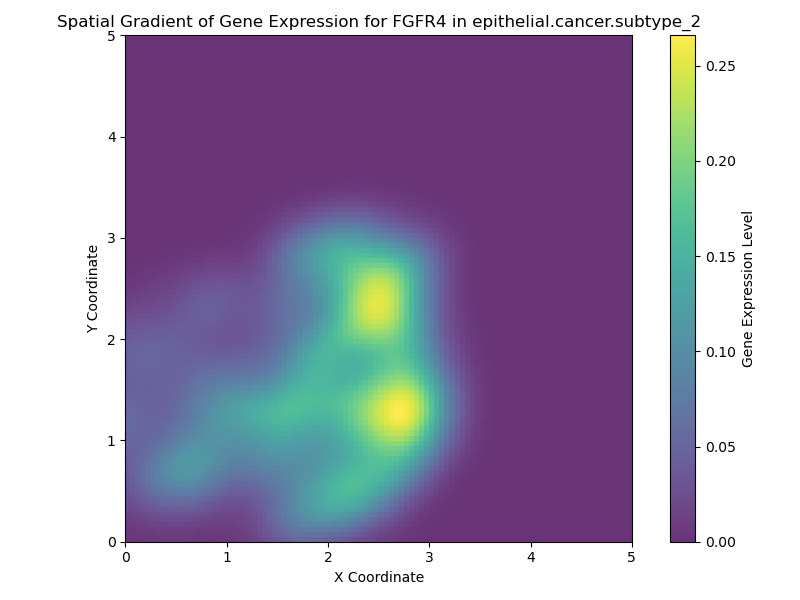 Spatial Gradient of Gene Expression for FGFR4 in epithelial.cancer.subtype_2
5
4
3
2
1
0
Y Coordinate
0 1 2 3 4 5
X Coordinate
0.25
0.20
0.15
0.10
0.05
0.00
Gene Expression Level